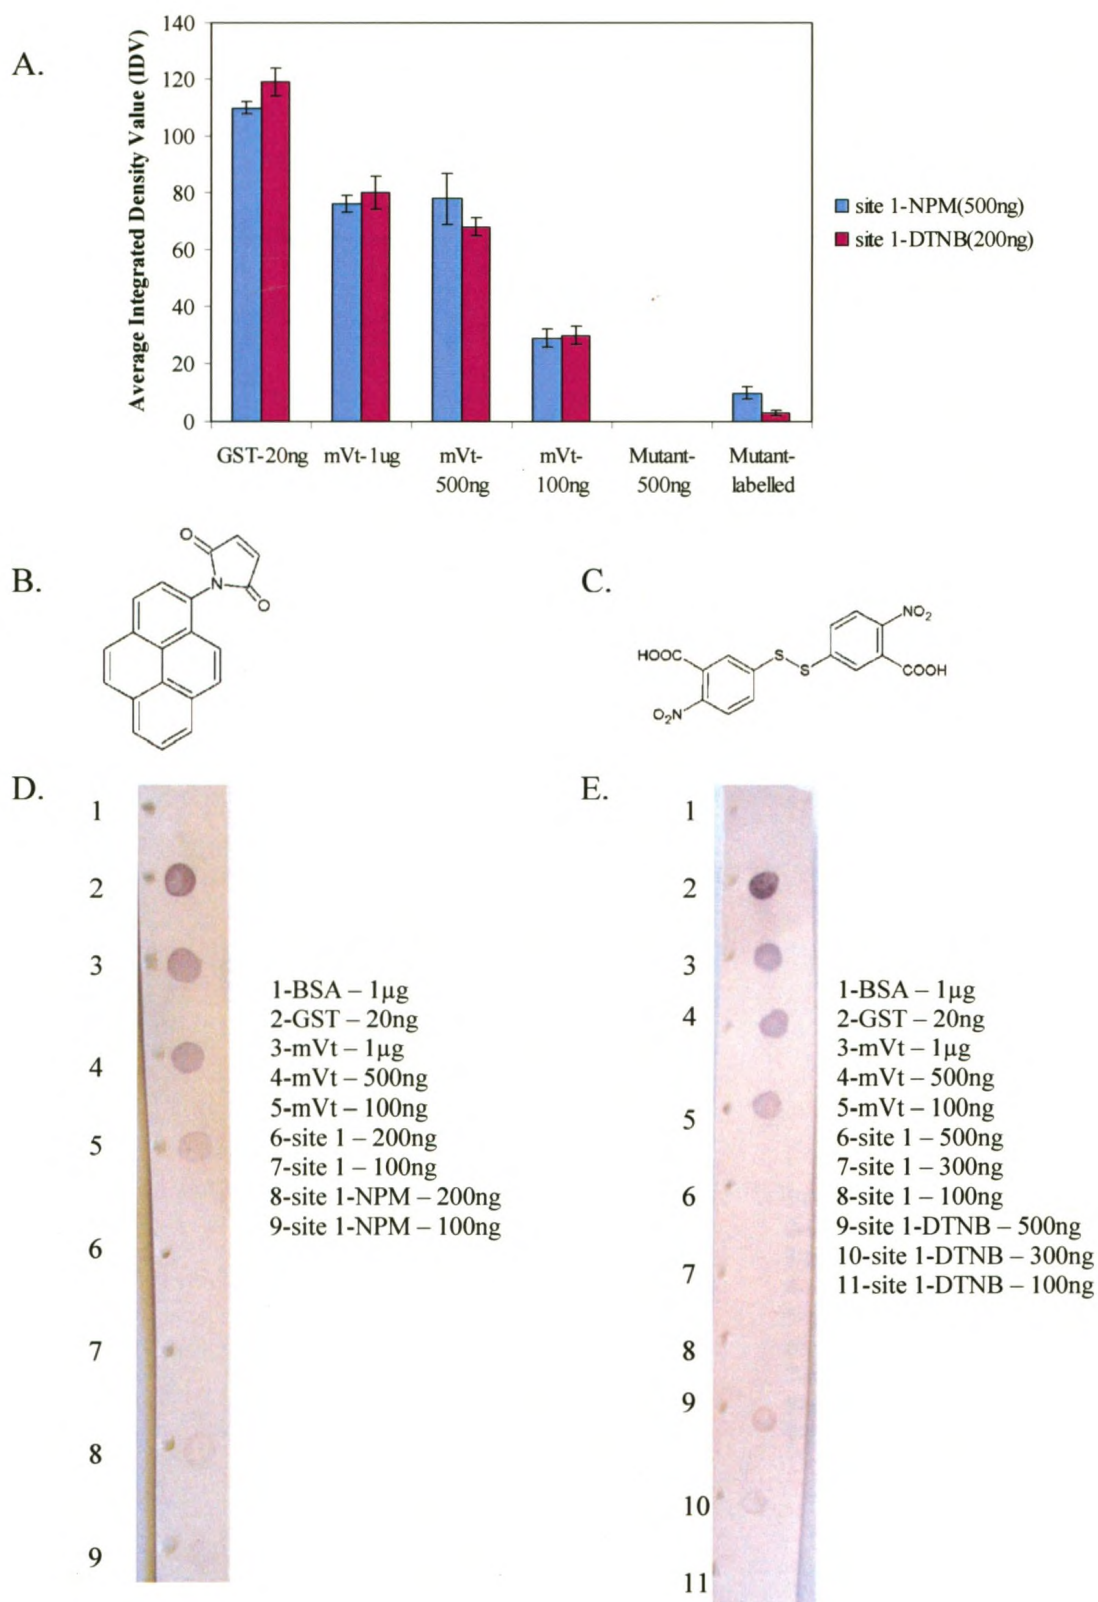 A.
Average Integrated Density Value (IDV)
140
120
100
80
60
40
20
0
GST-20ng
mVt-1ug
mVt-
500ng
mVt-
100ng
Mutant-
500ng
Mutant-
labelled
site 1-NPM(500ng)
site 1-DTNB(200ng)
B.
O
N
O
C.
HOOC
O₂N
S
S
NO₂
COOH
D.
1
2
3
4
5
6
7
8
9
1-BSA – 1µg
2-GST – 20ng
3-mVt – 1µg
4-mVt – 500ng
5-mVt – 100ng
6-site 1 – 200ng
7-site 1 – 100ng
8-site 1-NPM – 200ng
9-site 1-NPM – 100ng
E.
1
2
3
4
5
6
7
8
9
10
11
1-BSA – 1µg
2-GST – 20ng
3-mVt – 1µg
4-mVt – 500ng
5-mVt – 100ng
6-site 1 – 500ng
7-site 1 – 300ng
8-site 1 – 100ng
9-site 1-DTNB – 500ng
10-site 1-DTNB – 300ng
11-site 1-DTNB – 100ng